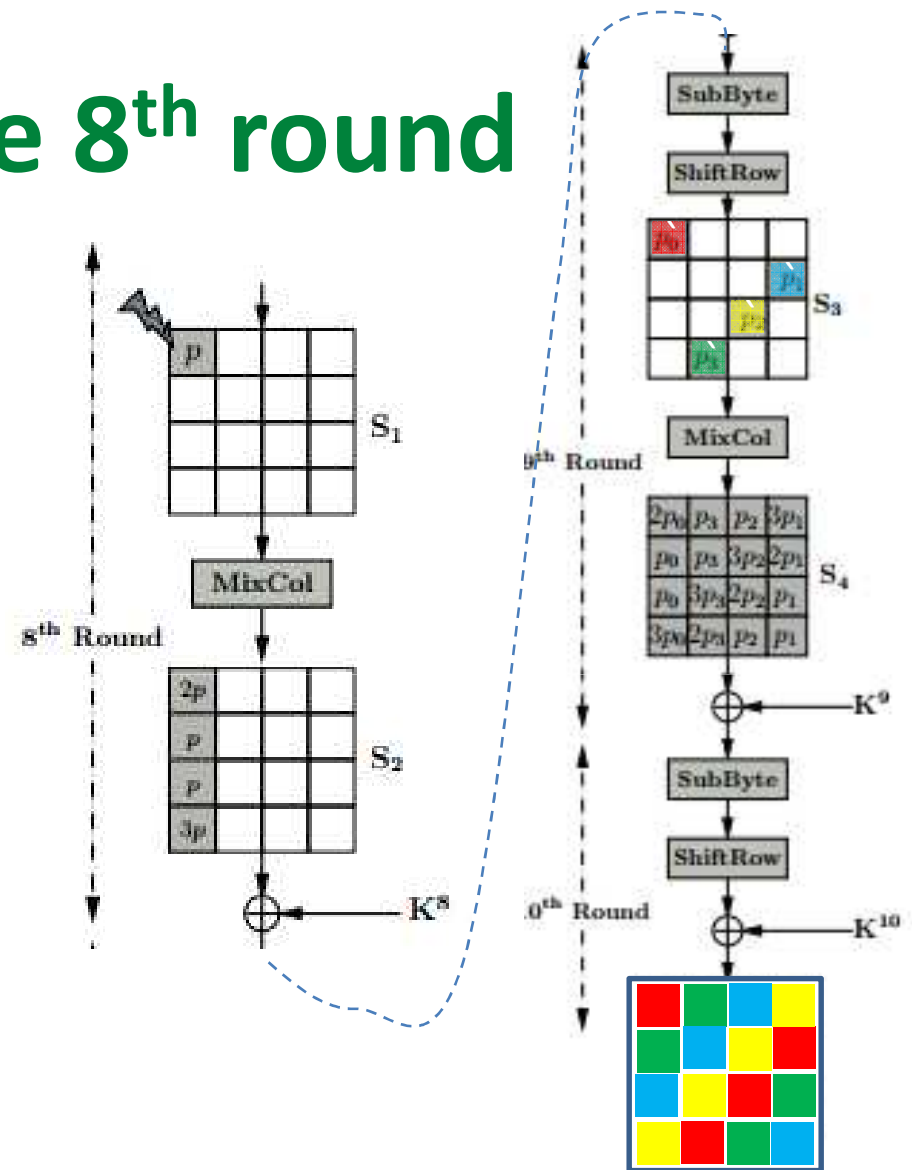 e 8th round
p
S1
MixCol
8th Round
2p
p
S2
p
3p
K8
SubByte
ShiftRow
p0
p1
S3
p3
MixCol
9th Round
2p0 p3 p2 3p1
p0 p3 3p2 2p1
S4
p0 3p3 2p2 p1
3p0 2p3 p2 p1
K9
SubByte
ShiftRow
0th Round
K10